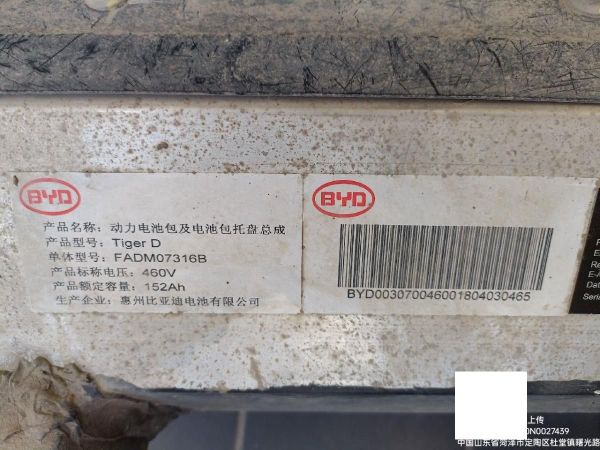 BYD
产品名称：动力电池包及电池包托盘总成
产品型号：Tiger D
单体型号：FADM07316B
产品标称电压：460V
产品额定容量：152Ah
生产企业：惠州比亚迪电池有限公司
BYD
BYD003070046001804030465
上传
0N0027439
中国山东省菏泽市定陶区杜堂镇曙光路